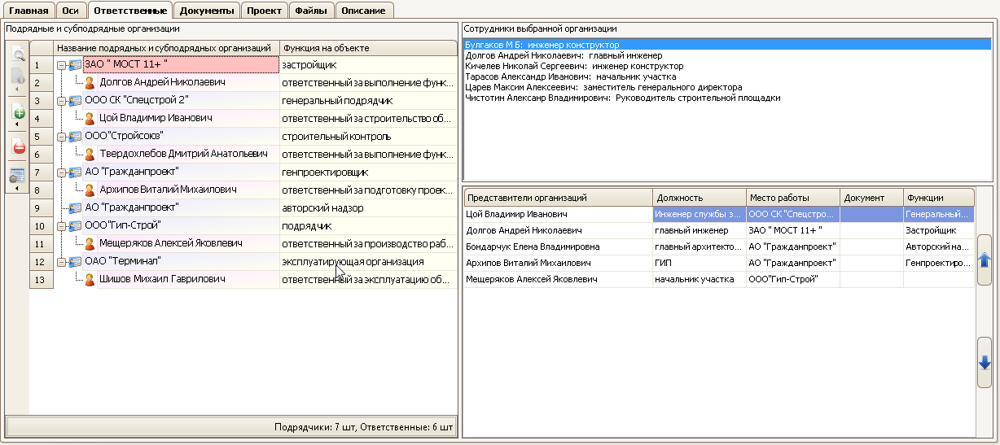 Главная Оси Ответственные Документы Проект Файлы Описание
Подрядные и субподрядные организации
Название подрядных и субподрядных организаций Функция на объекте
1 ЗАО " МОСТ 11+ " застройщик
2 Долгов Андрей Николаевич ответственный за выполнение функ...
3 ООО СК "Спецстрой 2" генеральный подрядчик
4 Цой Владимир Иванович ответственный за строительство об...
5 ООО"Стройсоюз" строительный контроль
6 Твердохлебов Дмитрий Анатольевич ответственный за выполнение функ...
7 АО "Гражданпроект" генпроектировщик
8 Архипов Виталий Михаилович ответственный за подготовку проек...
9 АО "Гражданпроект" авторский надзор
10 ООО"Гип-Строй" подрядчик
11 Мещеряков Алексей Яковлевич ответственный за производство раб...
12 ОАО "Терминал" эксплуатирующая организация
13 Шишов Михаил Гаврилович ответственный за эксплуатацию об...
Подрядчики: 7 шт, Ответственные: 6 шт
Сотрудники выбранной организации
Булгаков М Б: инженер конструктор
Долгов Андрей Николаевич: главный инженер
Кичелев Николай Сергеевич: инженер конструктор
Тарасов Александр Иванович: начальник участка
Царев Максим Алексеевич: заместитель генерального директора
Чистотин Алексанр Владимирович: Руководитель строительной площадки
Представители организаций Должность Место работы Документ Функции
Цой Владимир Иванович Инженер службы з... ООО СК "Спецстро... Генеральный...
Долгов Андрей Николаевич главный инженер ЗАО " МОСТ 11+ " Застройщик
Бондарчук Елена Владимировна главный архитекто... АО "Гражданпроект" Авторский на...
Архипов Виталий Михаилович ГИП АО "Гражданпроект" Генпроектиро...
Мещеряков Алексей Яковлевич начальник участка ООО"Гип-Строй"